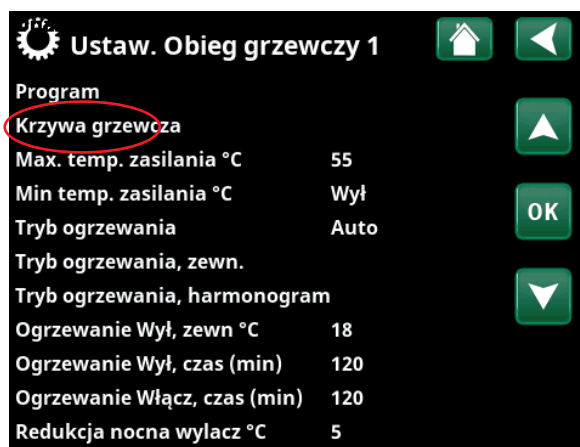 Ustaw. Obieg grzewczy 1
Program
Krzywa grzewcza
Max. temp. zasilania °C 55
Min temp. zasilania °C Wył
Tryb ogrzewania Auto
OK
Tryb ogrzewania, zewn.
Tryb ogrzewania, harmonogram
Ogrzewanie Wył, zewn °C 18
Ogrzewanie Wył, czas (min) 120
Ogrzewanie Włącz, czas (min) 120
Redukcja nocna wylacz °C 5